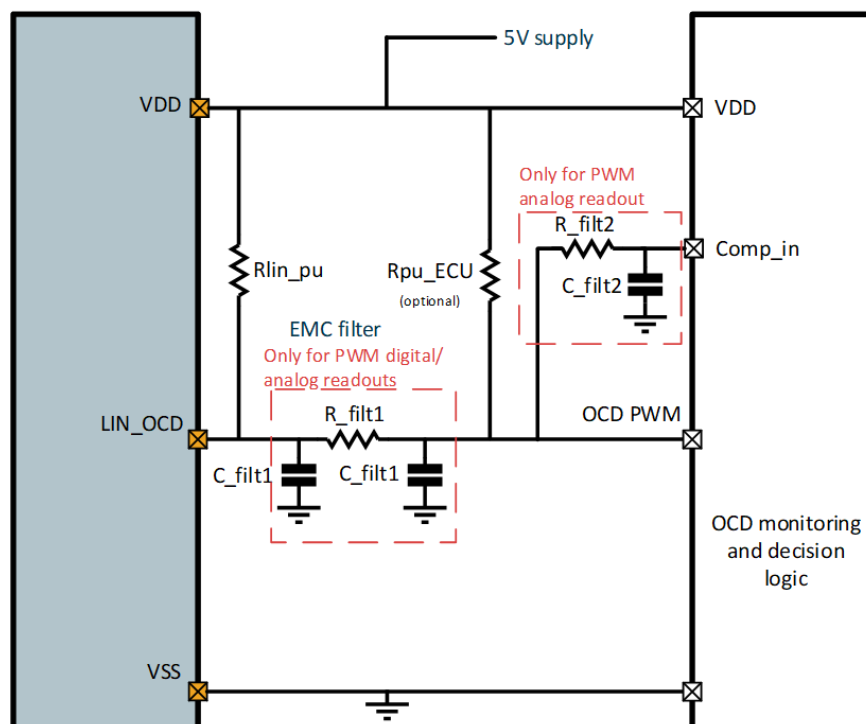 5V supply
VDD
VDD
Only for PWM
analog readout
R_filt2
Comp_in
Rlin_pu
Rpu_ECU
(optional)
C_filt2
EMC filter
Only for PWM digital/
analog readouts
R_filt1
LIN_OCD
OCD PWM
C_filt1
C_filt1
OCD monitoring
and decision
logic
VSS